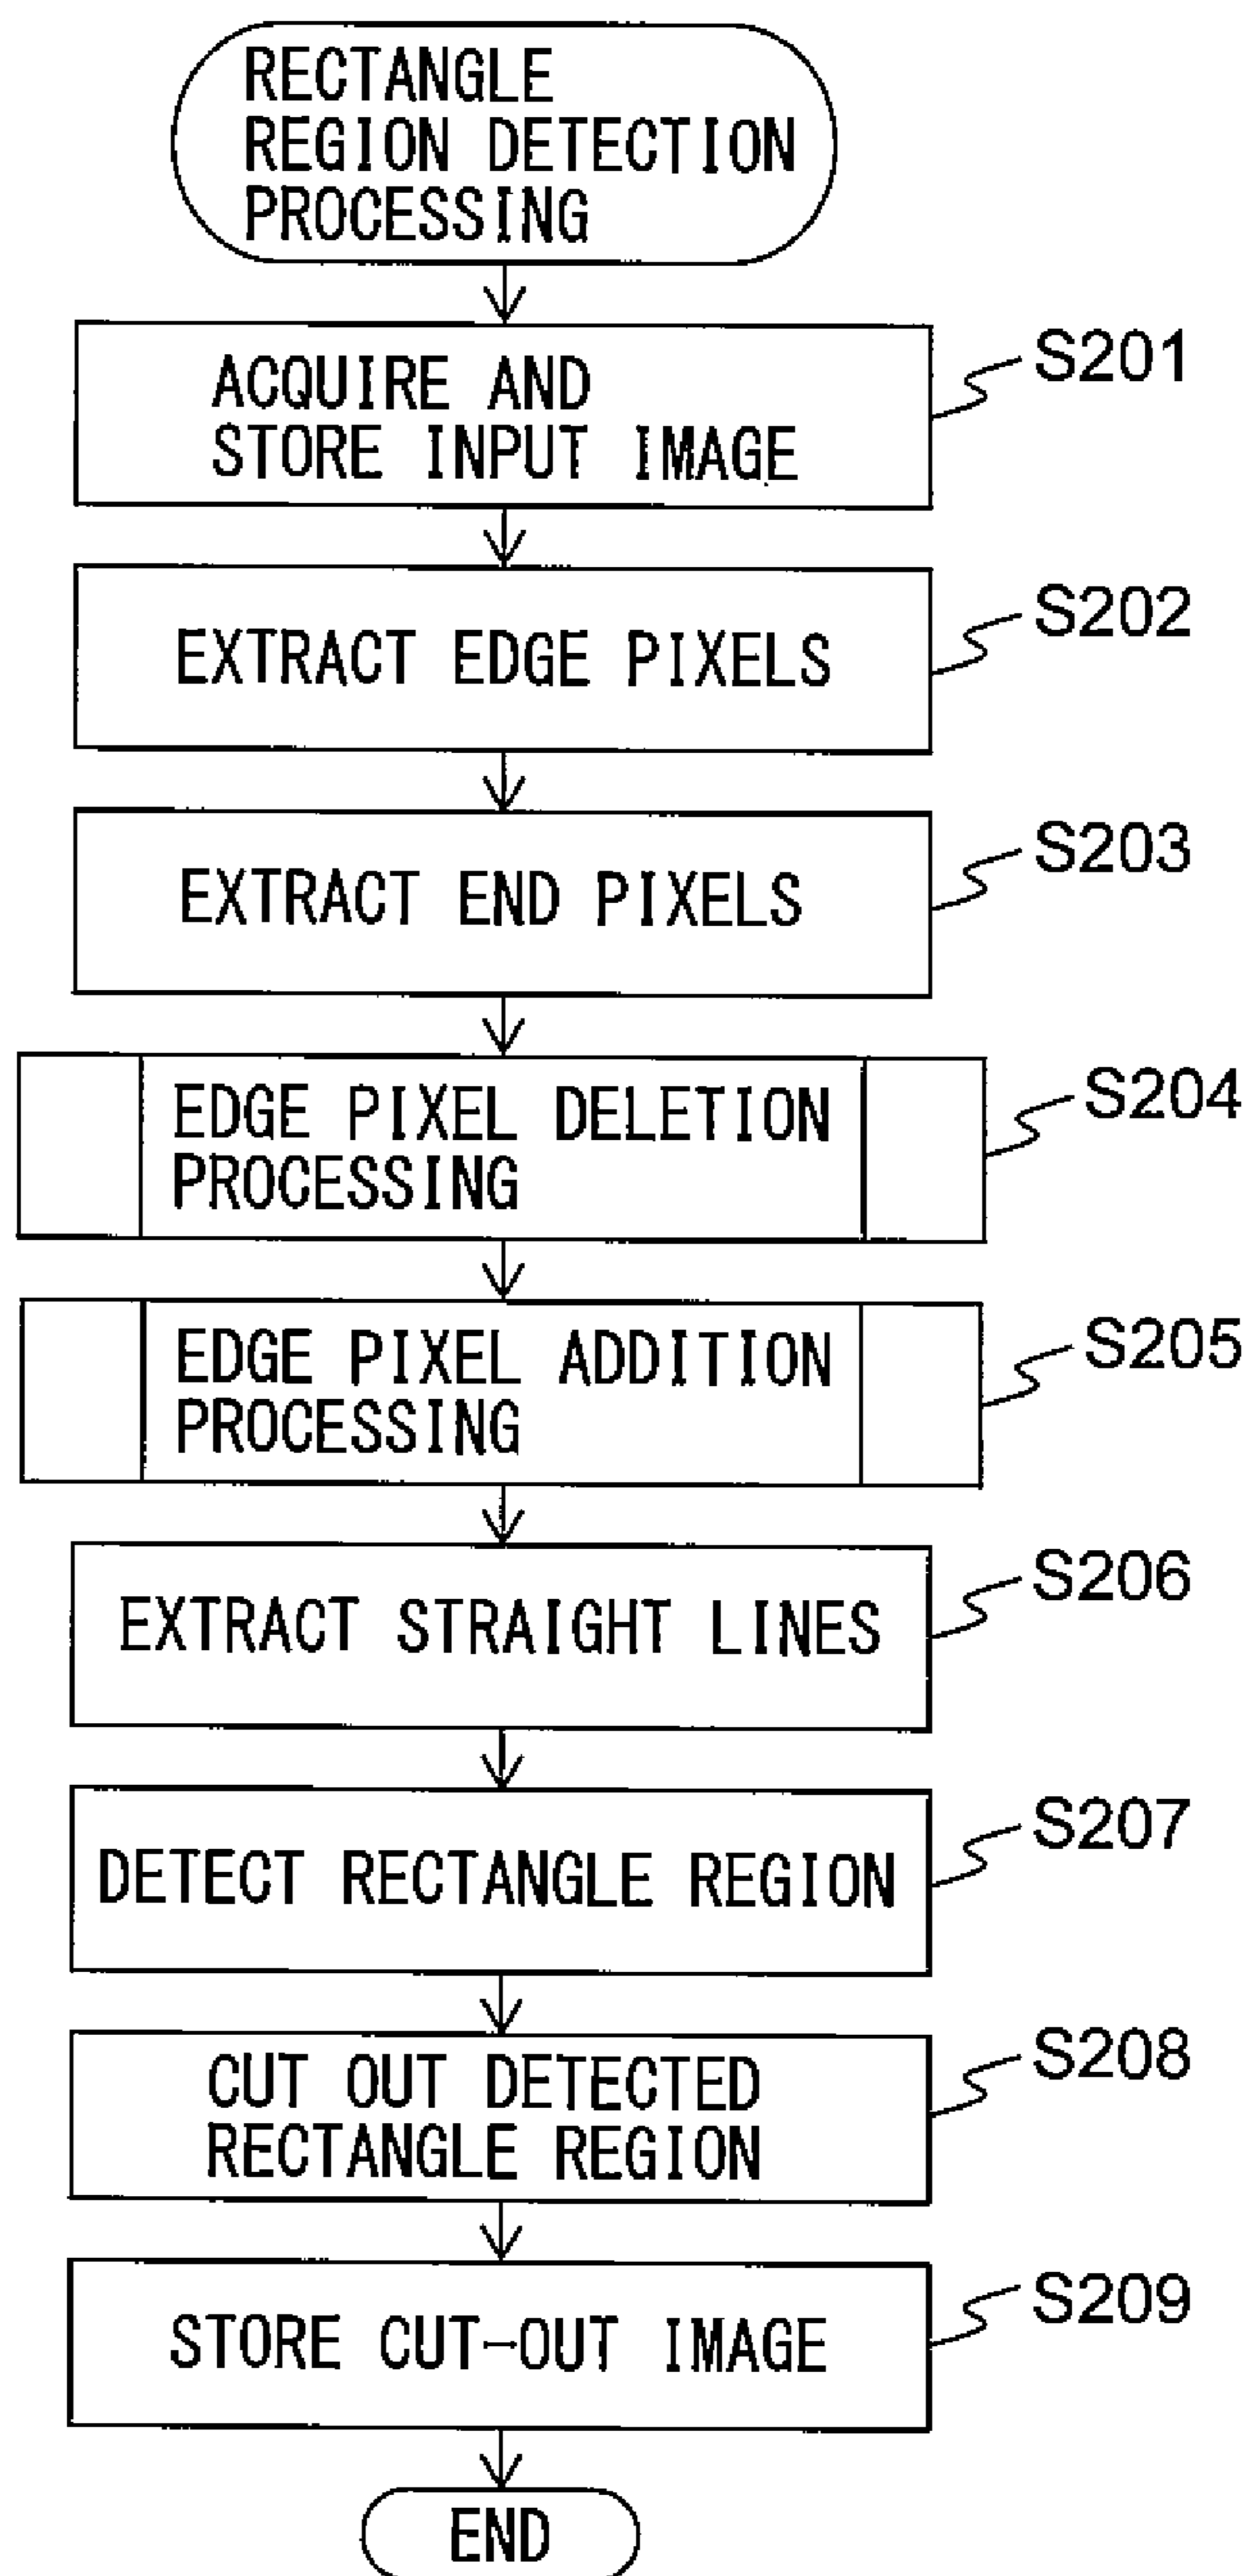 RECTANGLE
REGION DETECTION
PROCESSING
ACQUIRE AND
STORE INPUT IMAGE
S201
EXTRACT EDGE PIXELS
S202
EXTRACT END PIXELS
S203
EDGE PIXEL DELETION
PROCESSING
S204
EDGE PIXEL ADDITION
PROCESSING
S205
EXTRACT STRAIGHT LINES
S206
DETECT RECTANGLE REGION
S207
CUT OUT DETECTED
RECTANGLE REGION
S208
STORE CUT-OUT IMAGE
S209
END